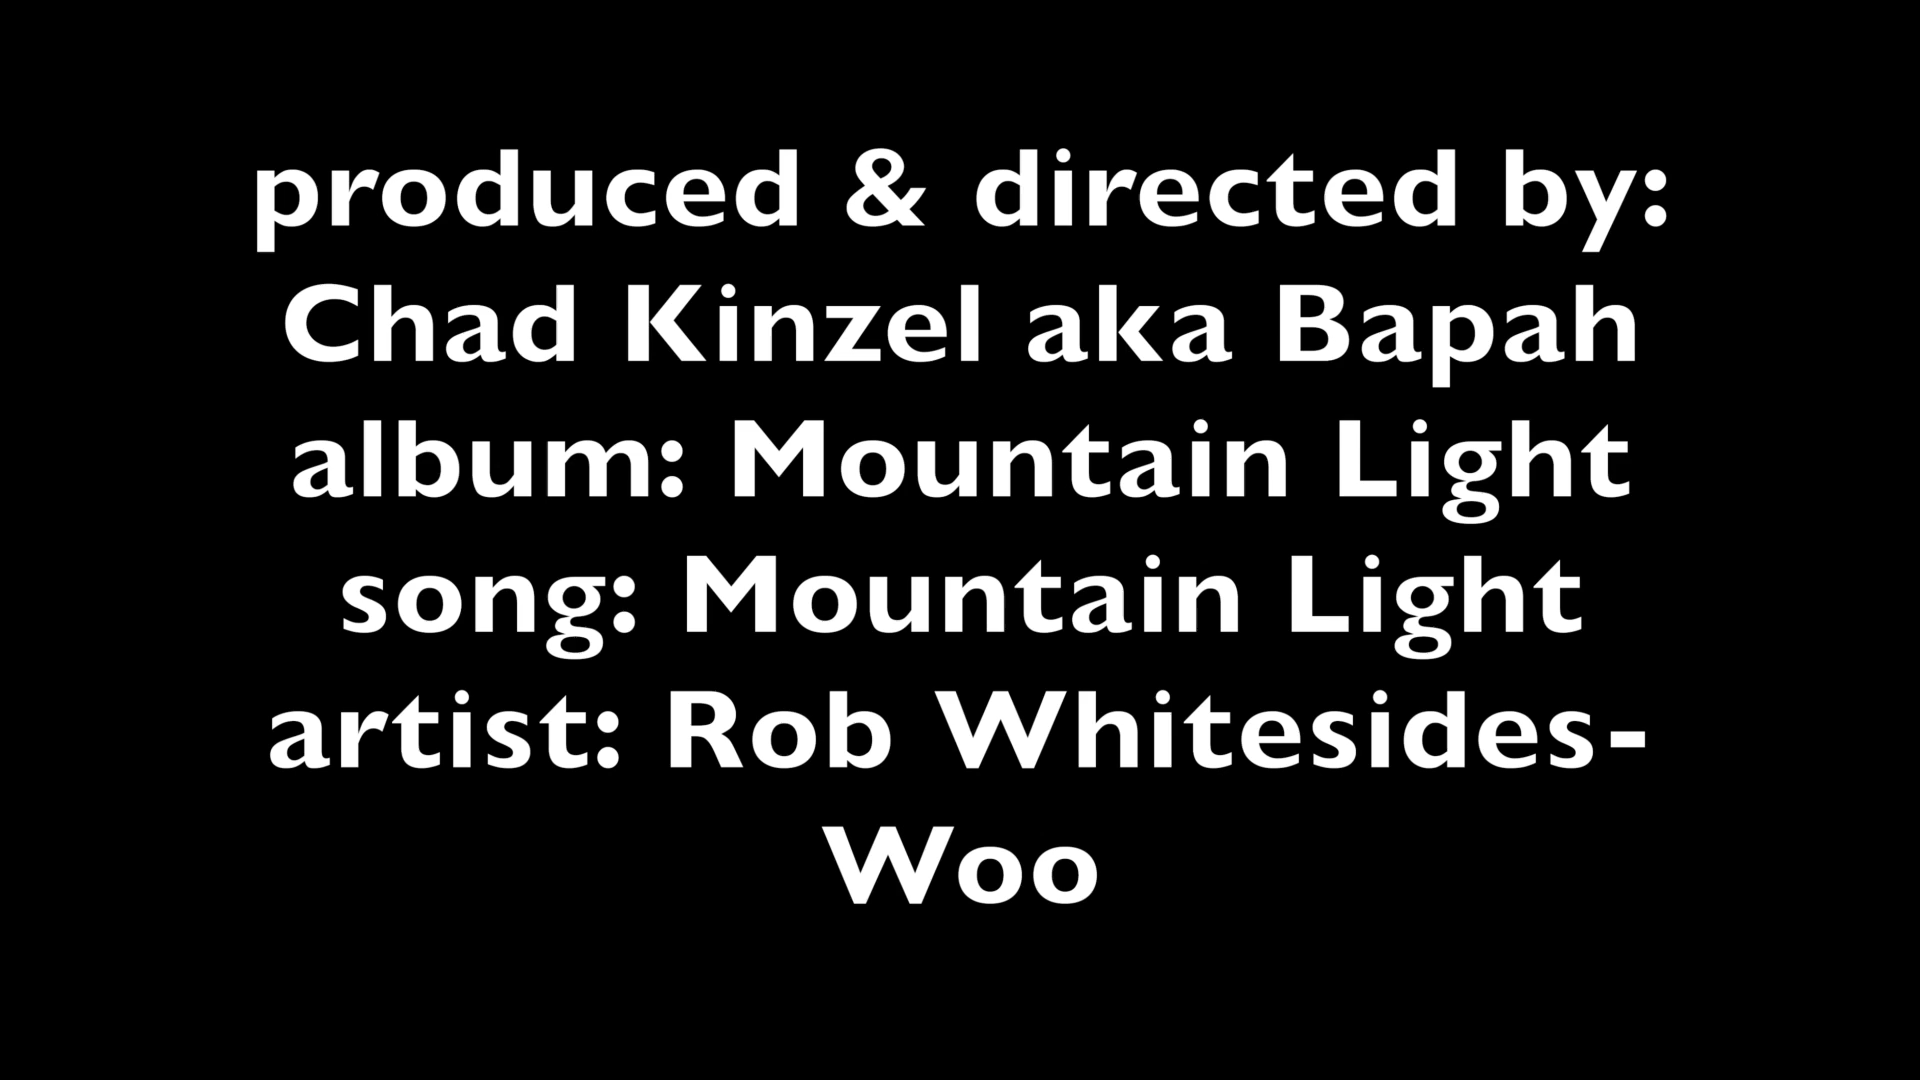 produced & directed by:
Chad Kinzel aka Bapah
album: Mountain Light
song: Mountain Light
artist: Rob Whitesides-
Woo